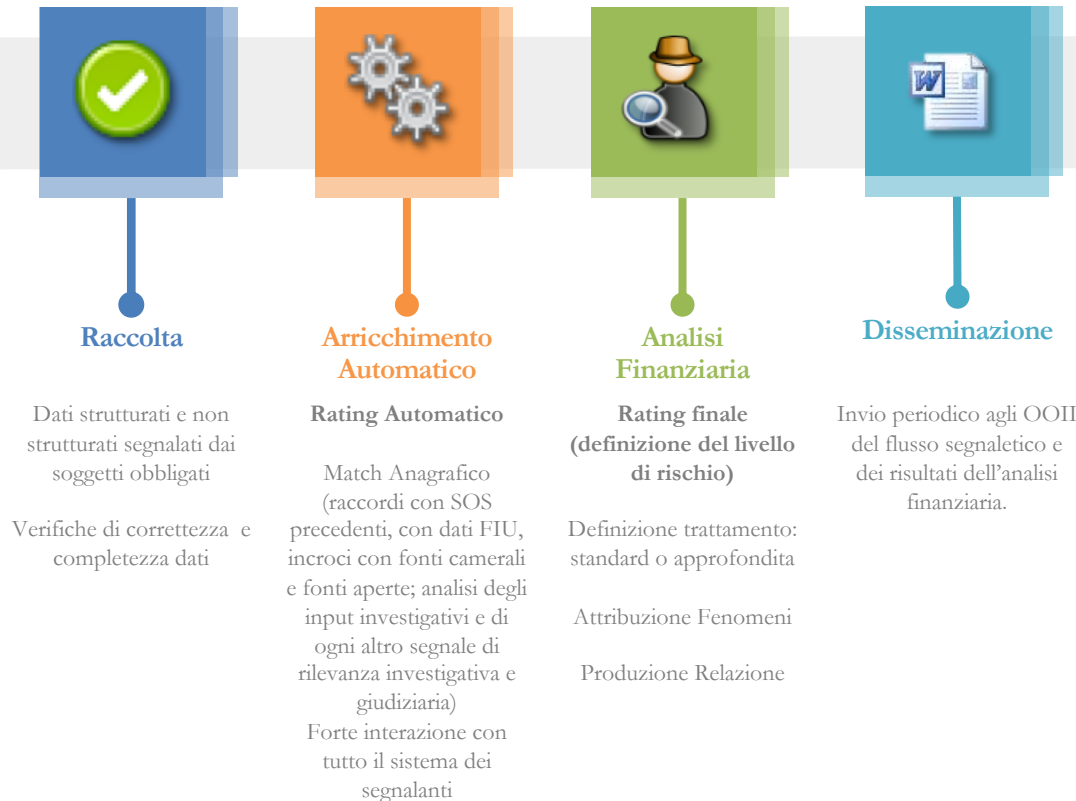 W
Raccolta
Dati strutturati e non
strutturati segnalati dai
soggetti obbligati
Verifiche di correttezza e
completezza dati
Arricchimento
Automatico
Rating Automatico
Match Anagrafico
(raccordi con SOS
precedenti, con dati FIU,
incroci con fonti camerali
e fonti aperte; analisi degli
input investigativi e di
ogni altro segnale di
rilevanza investigativa e
giudiziaria)
Forte interazione con
tutto il sistema dei
segnalanti
Analisi
Finanziaria
Rating finale
(definizione del livello
di rischio)
Definizione trattamento:
standard o approfondita
Attribuzione Fenomeni
Produzione Relazione
Disseminazione
Invio periodico agli OOII
del flusso segnaletico e
dei risultati dell’analisi
finanziaria.